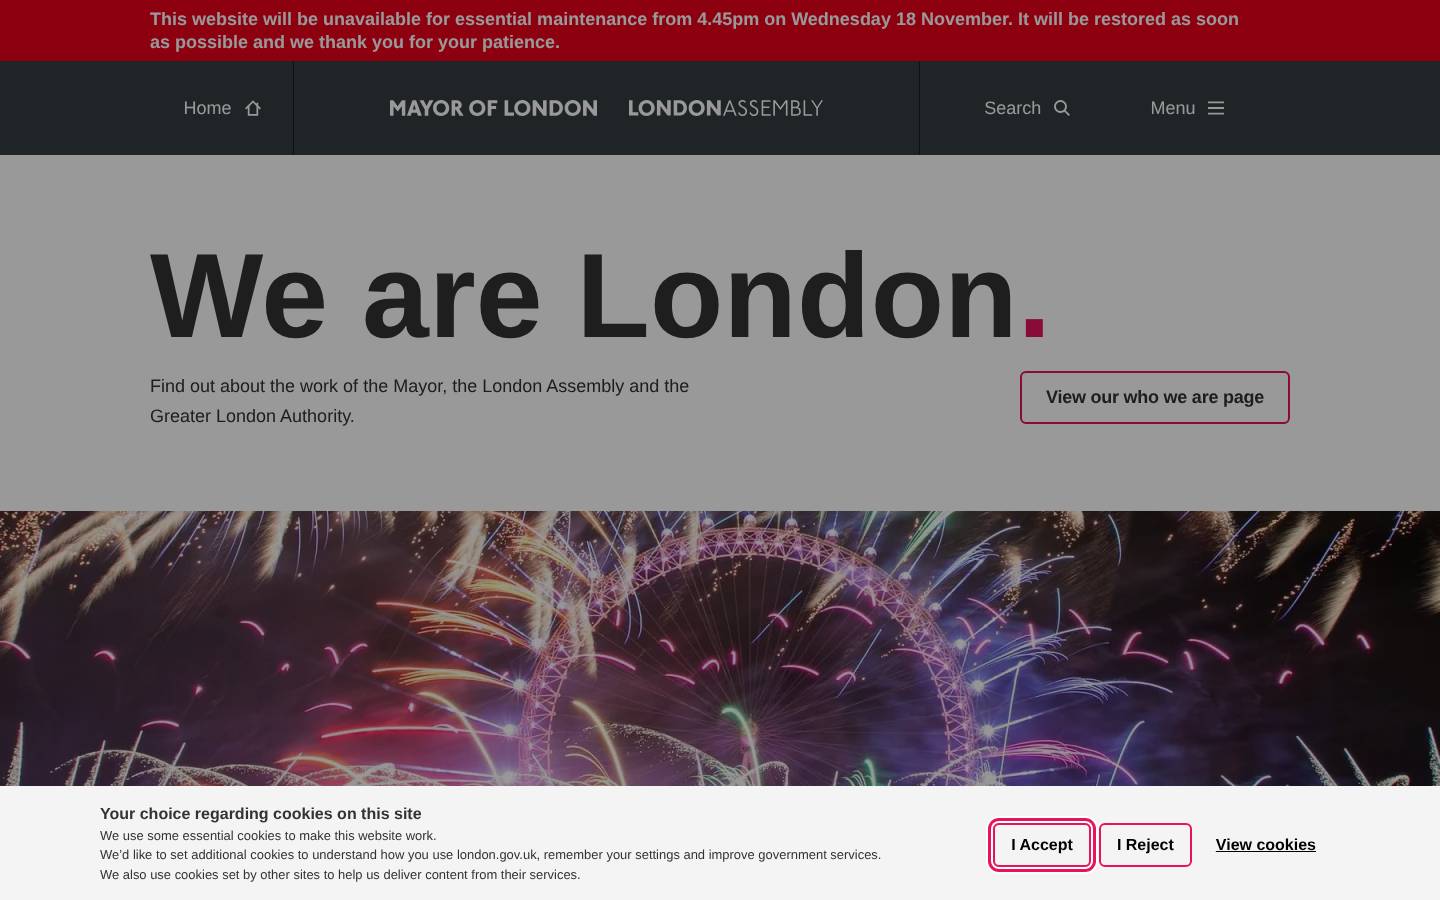 This website will be unavailable for essential maintenance from 4.45pm on Wednesday 18 November. It will be restored as soon
as possible and we thank you for your patience.
Home
MAYOR OF LONDON
LONDONASSEMBLY
Search
Menu
We are London.
Find out about the work of the Mayor, the London Assembly and the
Greater London Authority.
View our who we are page
Your choice regarding cookies on this site
We use some essential cookies to make this website work.
We’d like to set additional cookies to understand how you use london.gov.uk, remember your settings and improve government services.
We also use cookies set by other sites to help us deliver content from their services.
I Accept
I Reject
View cookies